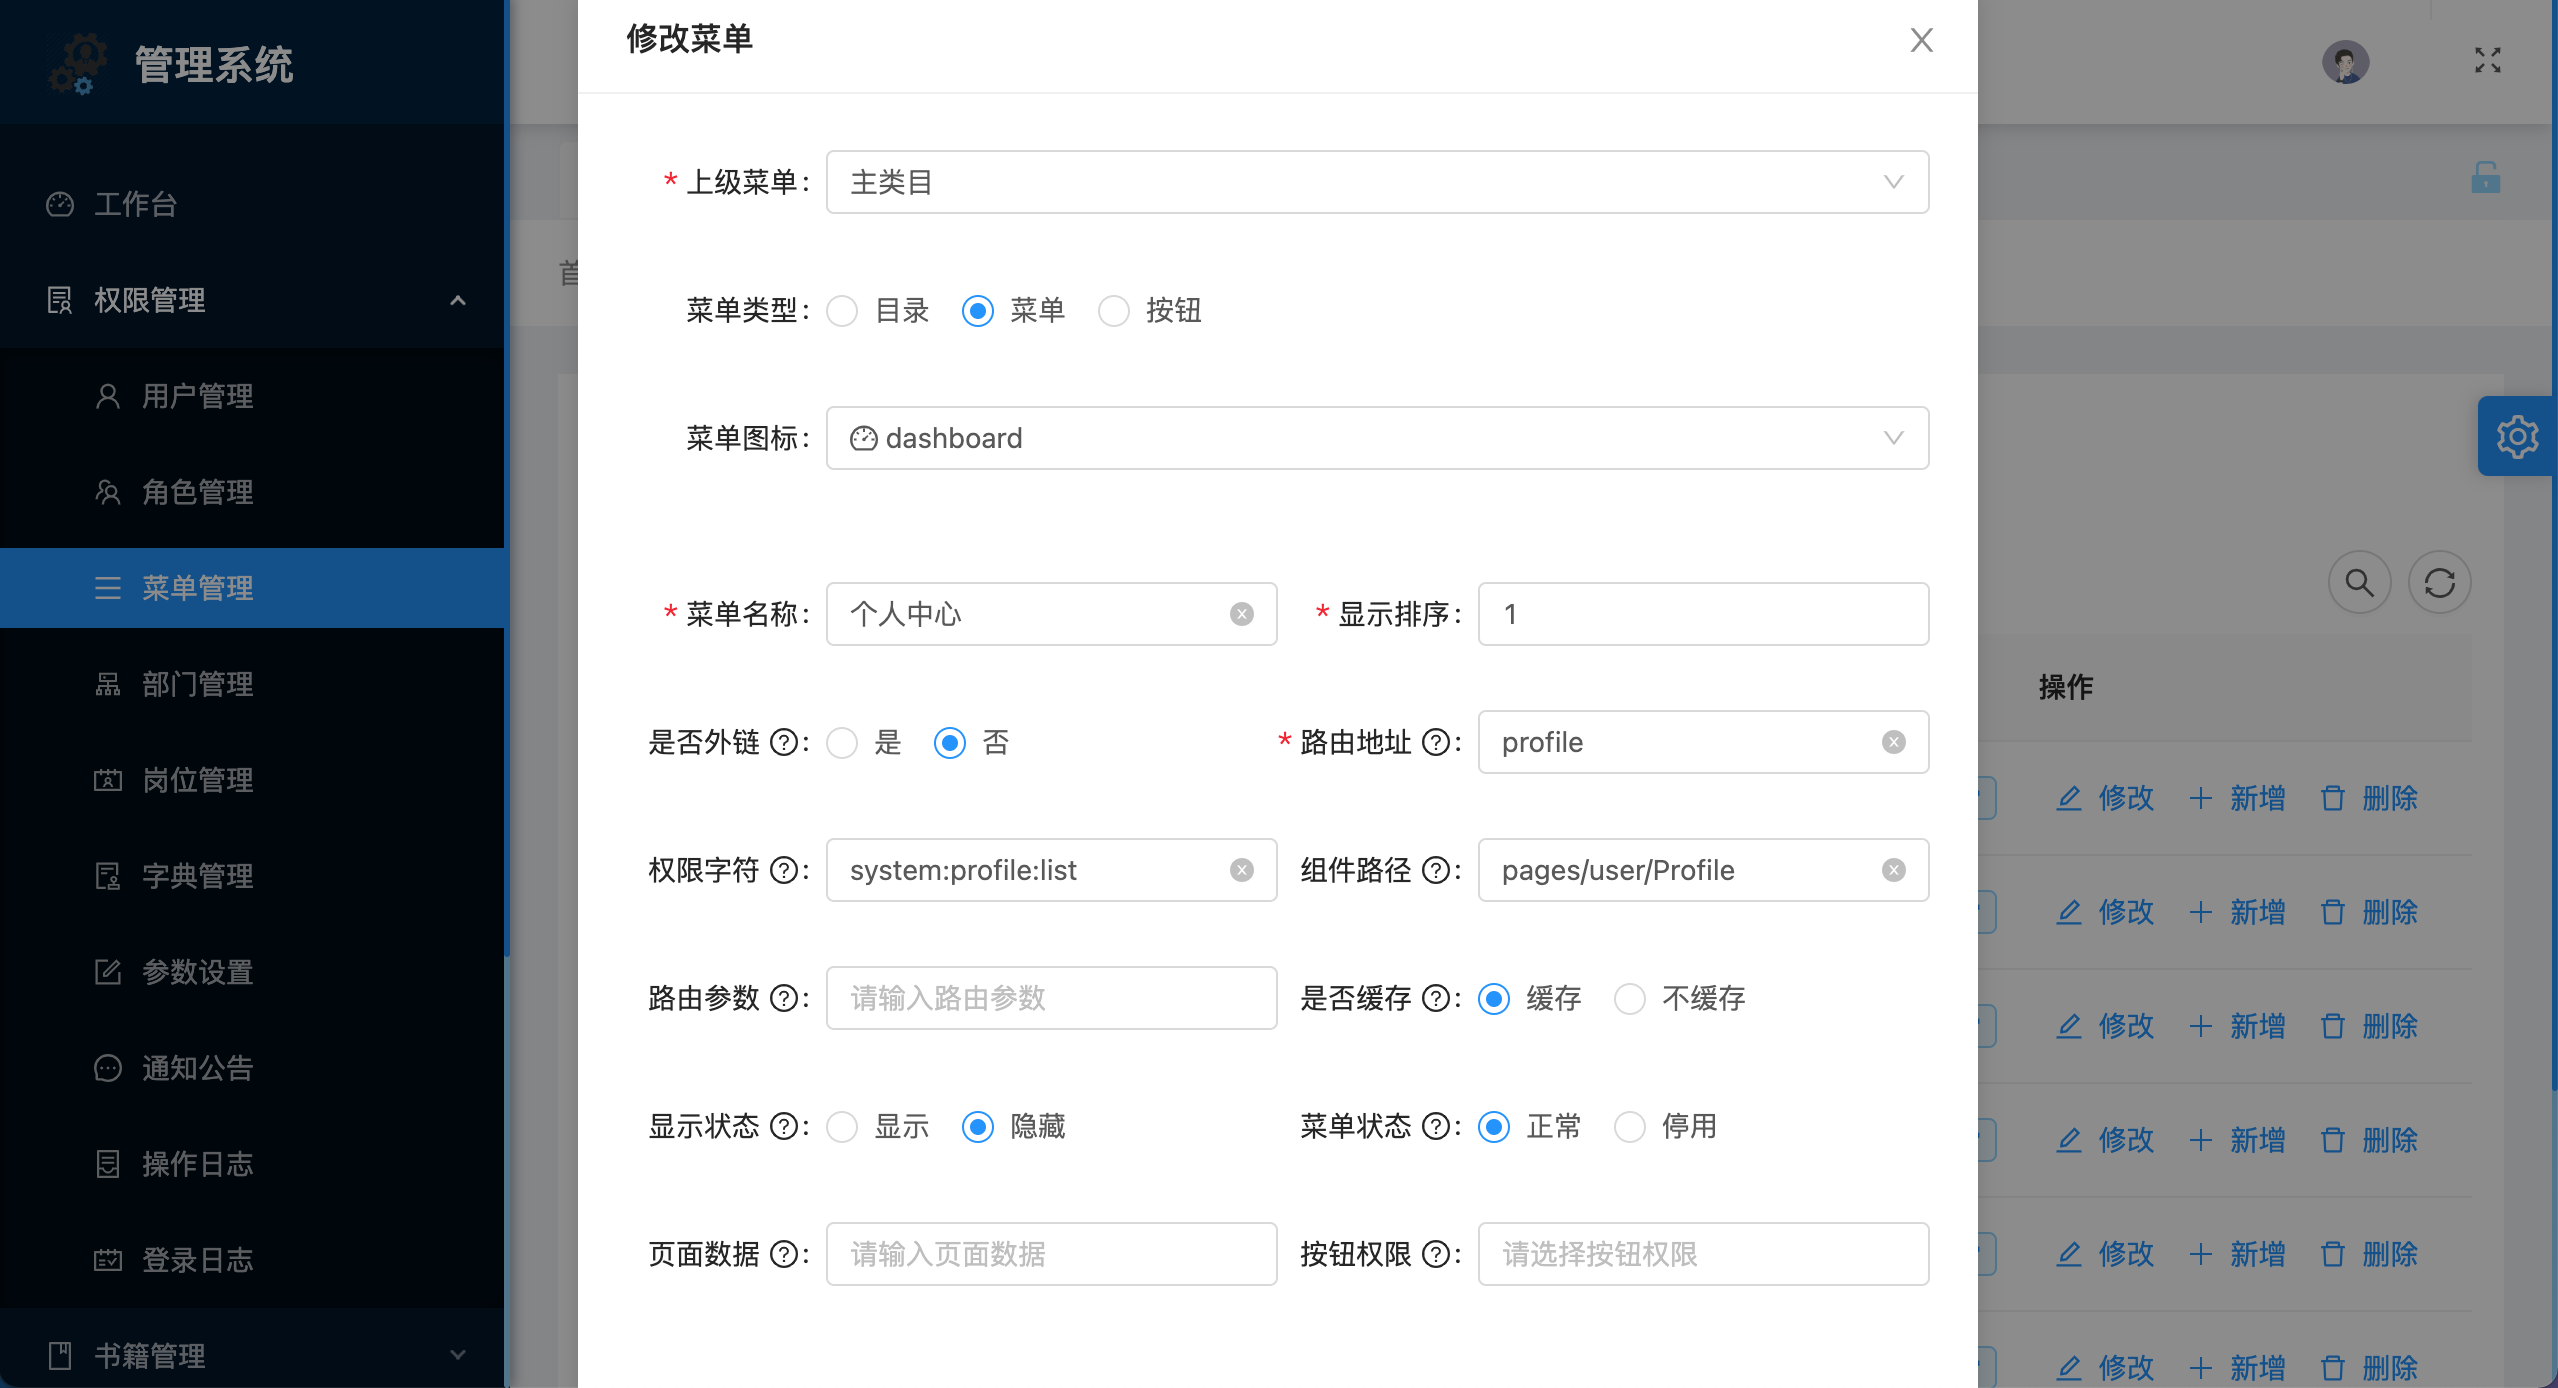 管理系统
工作台
权限管理
用户管理
角色管理
菜单管理
部门管理
岗位管理
字典管理
参数设置
通知公告
操作日志
登录日志
书籍管理
首
修改菜单
* 上级菜单: 主类目
菜单类型: 目录 菜单 按钮
菜单图标: dashboard
* 菜单名称: 个人中心 * 显示排序: 1
是否外链 ?: 是 否 * 路由地址 ?: profile
权限字符 ?: system:profile:list 组件路径 ?: pages/user/Profile
路由参数 ?: 请输入路由参数 是否缓存 ?: 缓存 不缓存
显示状态 ?: 显示 隐藏 菜单状态 ?: 正常 停用
页面数据 ?: 请输入页面数据 按钮权限 ?: 请选择按钮权限
操作
修改 新增 删除
修改 新增 删除
修改 新增 删除
修改 新增 删除
修改 新增 删除
修改 新增 删除